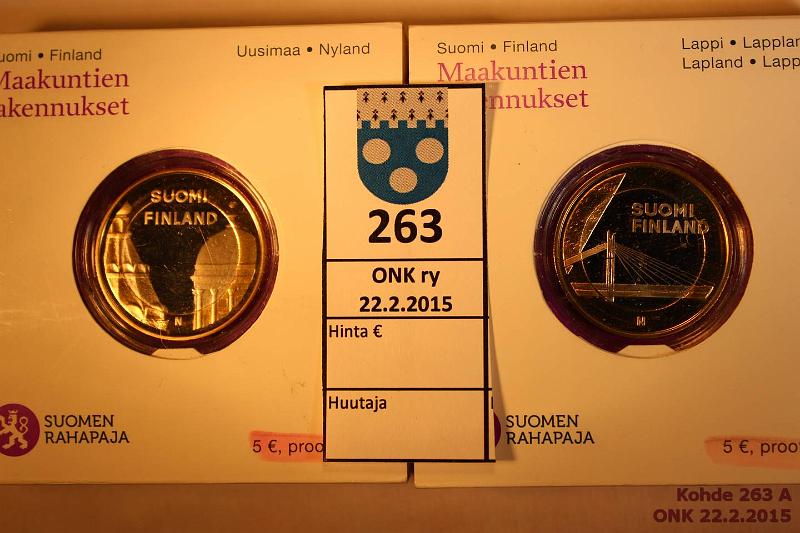 uomi • Finland
Uusimaa • Nyland
Maakuntien
akennukset
SUOMI
FINLAND
N
SUOMEN
RAHAPAJA
5 €, proo
263
ONK ry
22.2.2015
Hinta €
Huutaja
Suomi • Finland
Lappi • Lapplan
Lapland • Lapp
Maakuntien
ennukset
SUOMI
FINLAND
N
SUOMEN
RAHAPAJA
5 €, proo
Kohde 263 A
ONK 22.2.2015